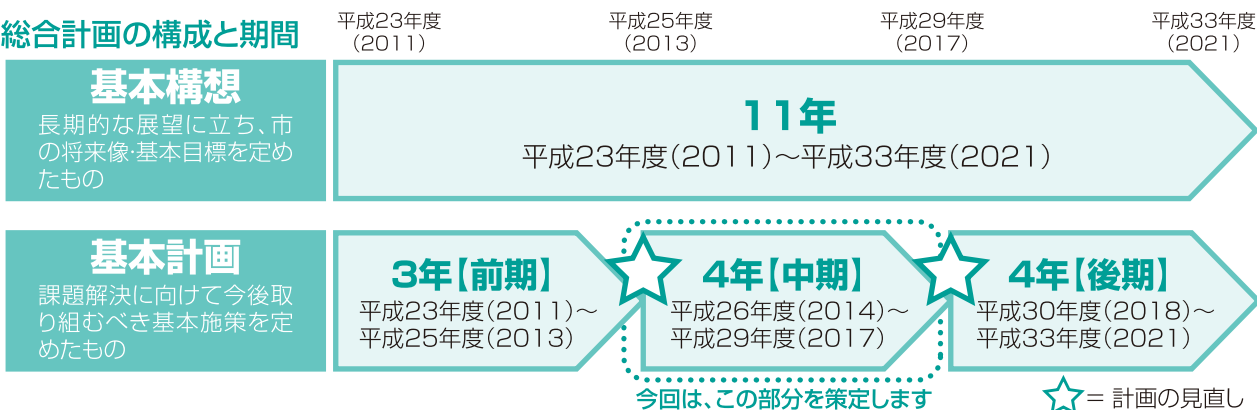 総合計画の構成と期間
平成23年度
(2011)
平成25年度
(2013)
平成29年度
(2017)
平成33年度
(2021)
基本構想
長期的な展望に立ち、市
の将来像・基本目標を定め
たもの
11年
平成23年度(2011)～平成33年度(2021)
基本計画
課題解決に向けて今後取
り組むべき基本施策を定
めたもの
3年【前期】
平成23年度(2011)～
平成25年度(2013)
4年【中期】
平成26年度(2014)～
平成29年度(2017)
4年【後期】
平成30年度(2018)～
平成33年度(2021)
今回は、この部分を策定します
☆＝計画の見直し